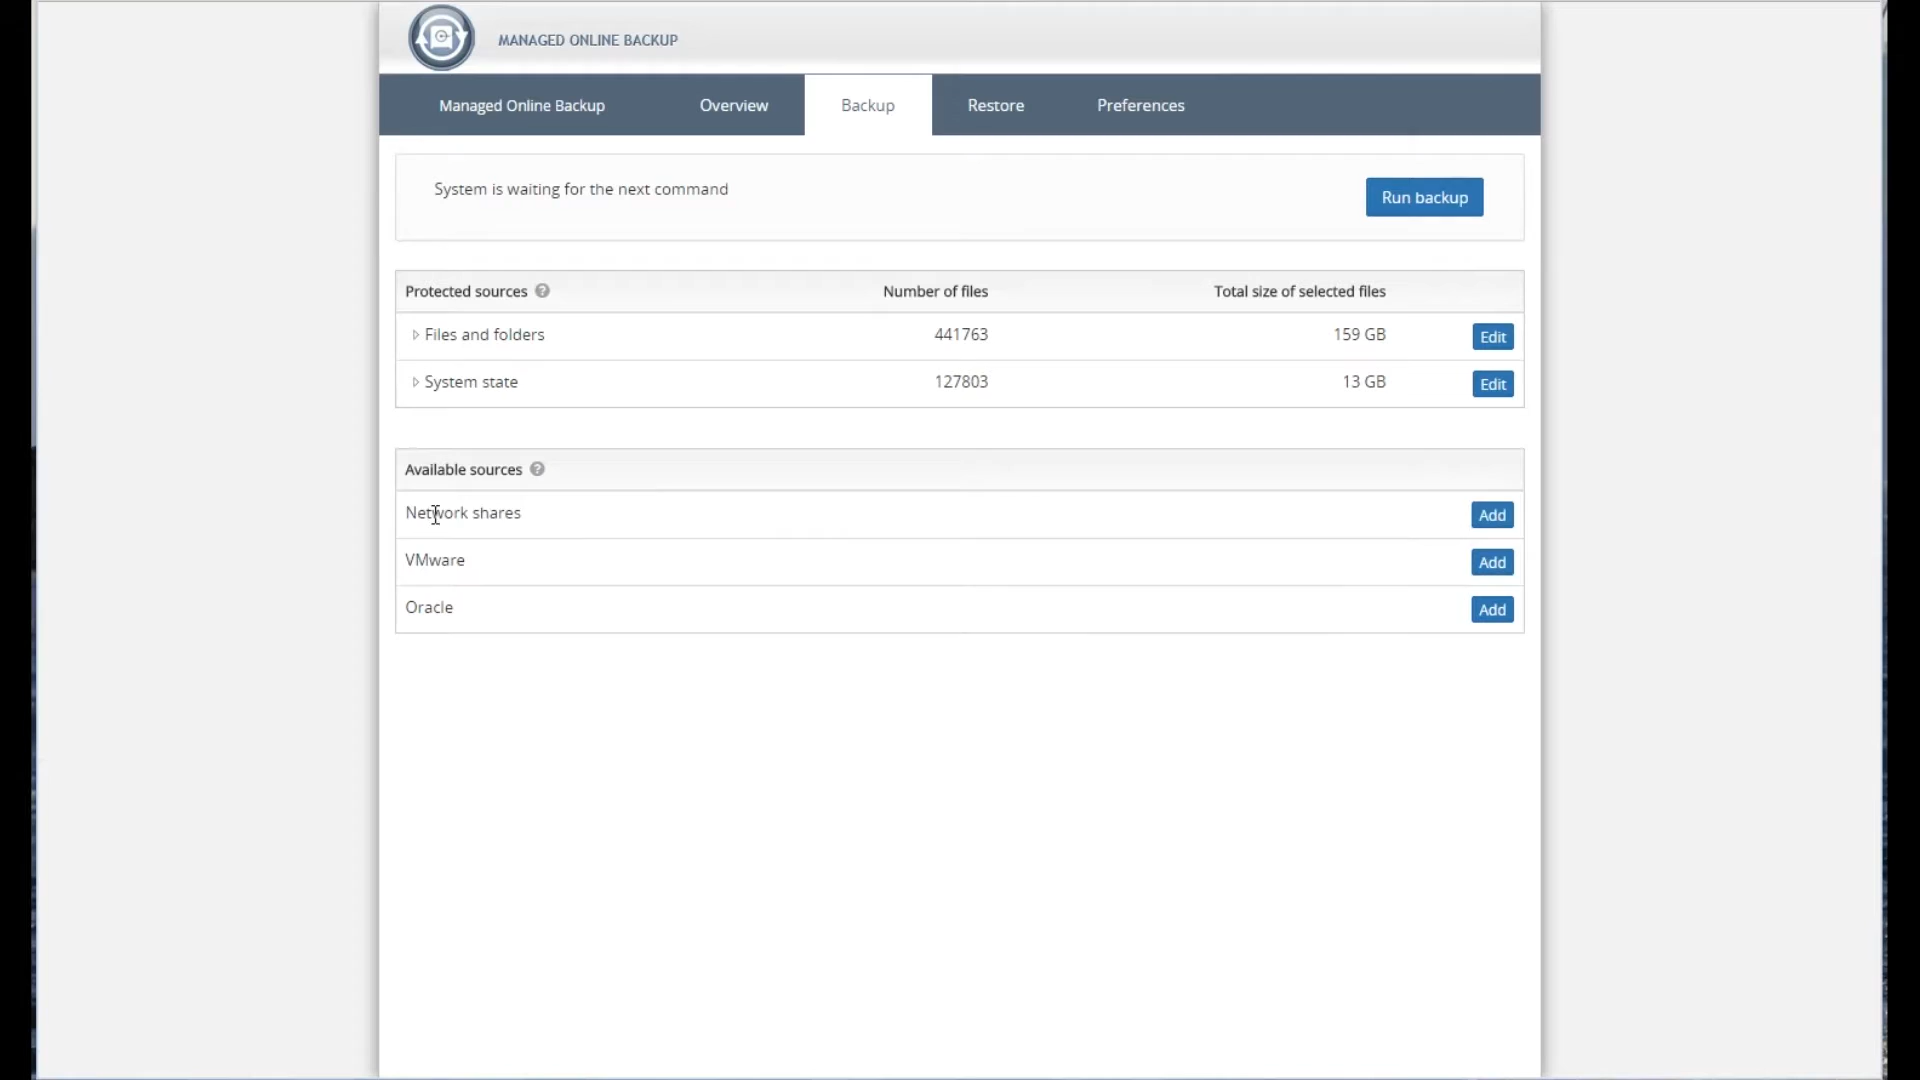 MANAGED ONLINE BACKUP
Managed Online Backup Overview Backup Restore Preferences
System is waiting for the next command Run backup
Protected sources ? Number of files Total size of selected files
Files and folders 441763 159 GB Edit
System state 127803 13 GB Edit
Available sources ?
Network shares Add
VMware Add
Oracle Add